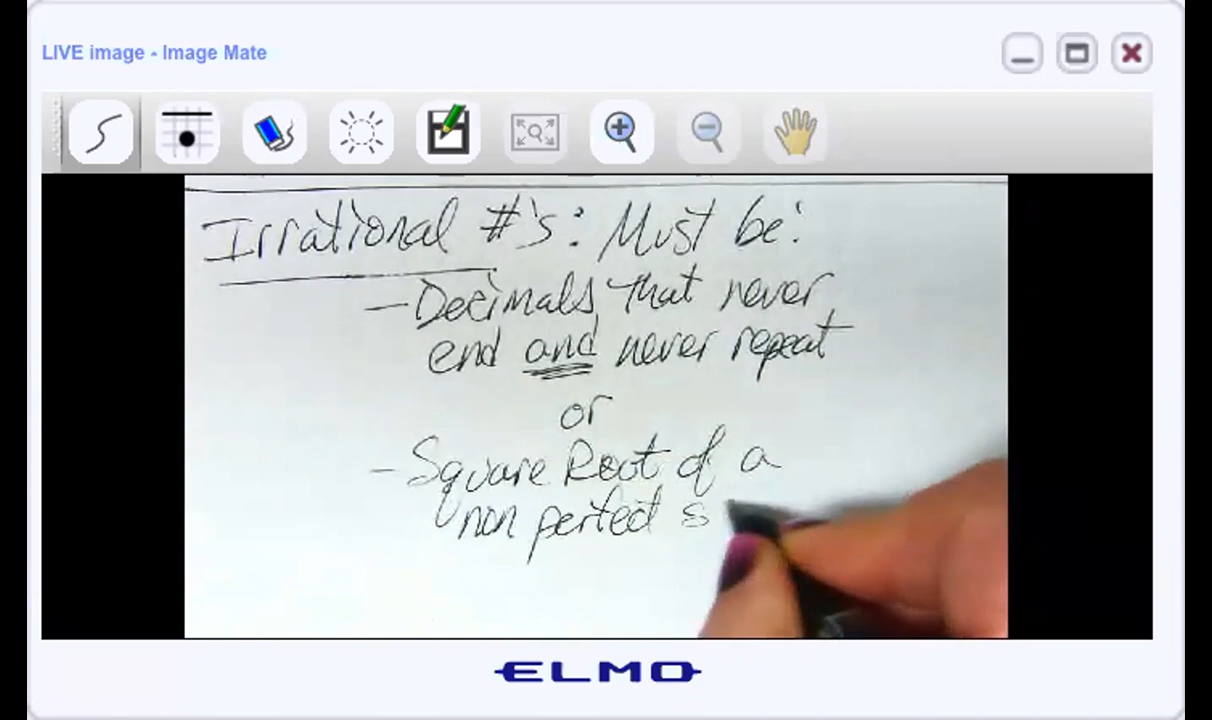 LIVE image - Image Mate
Irrational #'s: Must be:
- Decimals that never
end and never repeat
or
- Square Root of a
non perfect s
ELMO